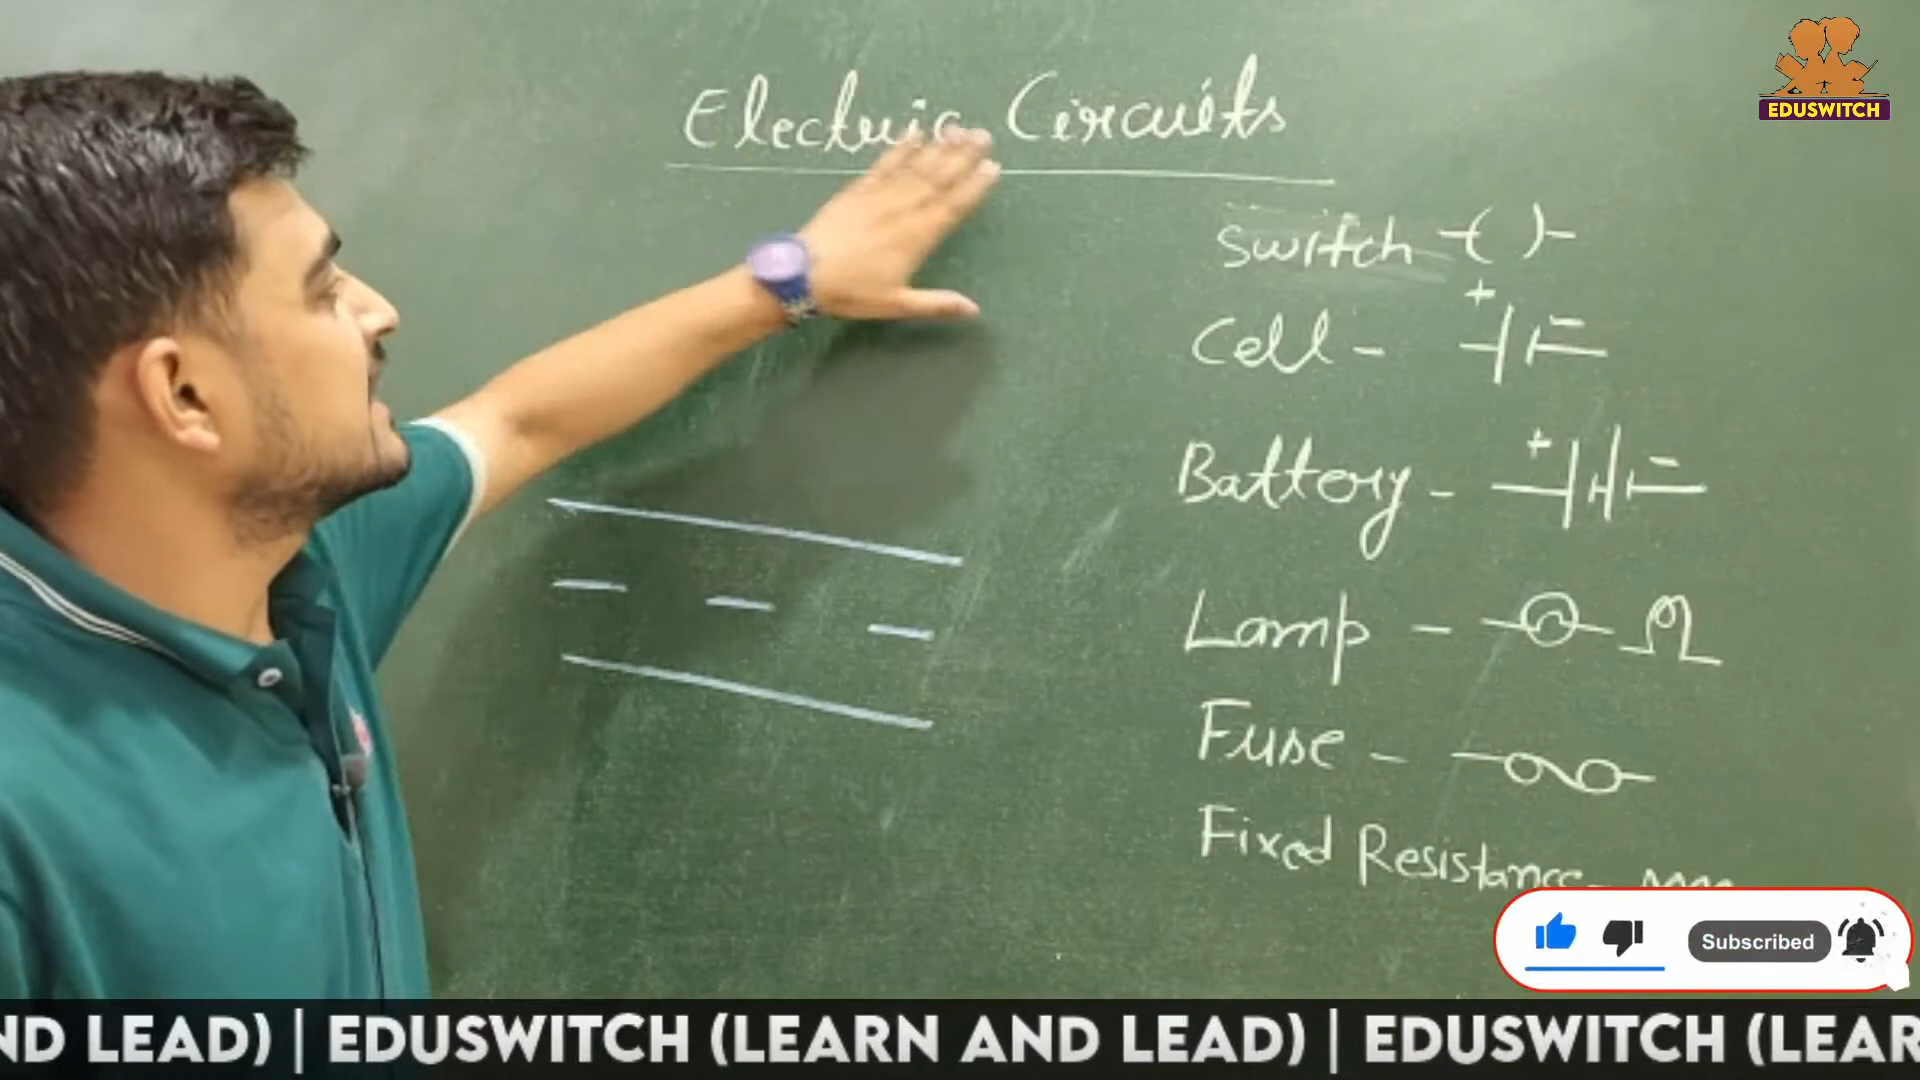 Electric Circuits
EDUSWITCH
Switch -( )-
Cell -
+ -
Battery -
+ -
Lamp -
Fuse -
Fixed Resistance -
Subscribed
ND LEAD) | EDUSWITCH (LEARN AND LEAD) | EDUSWITCH (LEAR